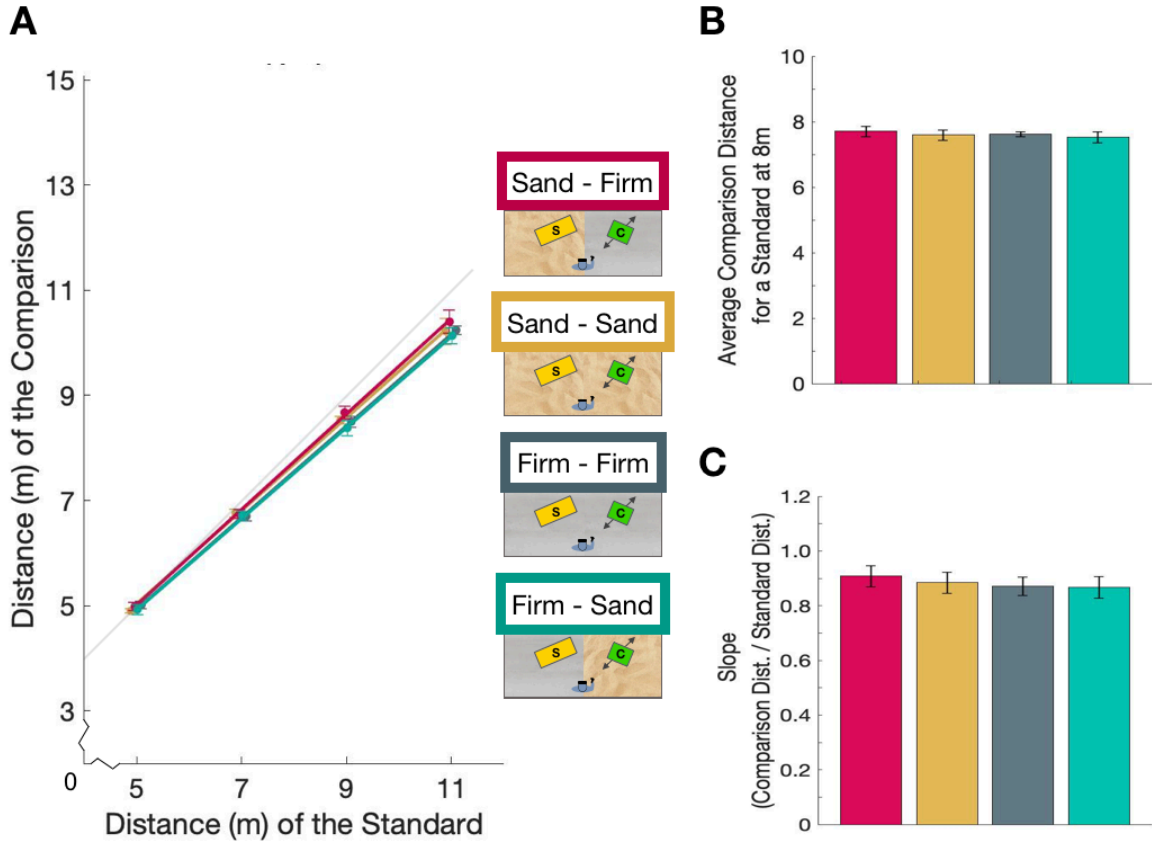 A
15
13
11
9
7
5
3
0
5
7
9
11
Distance (m) of the Comparison
Distance (m) of the Standard
Sand - Firm
S
C
Sand - Sand
S
C
Firm - Firm
S
C
Firm - Sand
S
C
B
10
8
6
4
2
0
Average Comparison Distance
for a Standard at 8m
C
1.2
1.0
0.8
0.6
0.4
0.2
0
Slope
(Comparison Dist. / Standard Dist.)